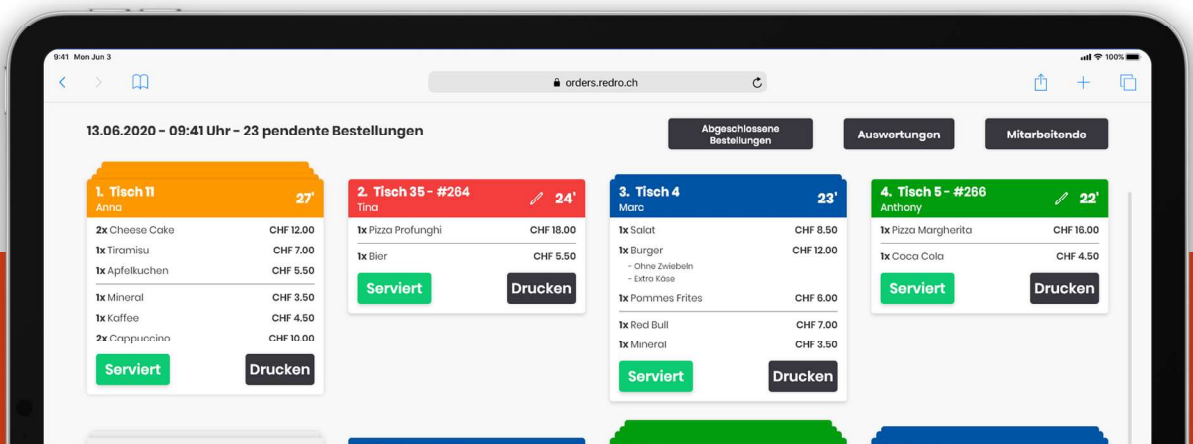 9:41 Mon Jun 3
100%
orders.redro.ch
13.06.2020 - 09:41 Uhr - 23 pendente Bestellungen
Abgeschlossene
Bestellungen
Auswertungen
Mitarbeitende
1. Tisch 11
Anna
27'
2x Cheese Cake CHF 12.00
1x Tiramisu CHF 7.00
1x Apfelkuchen CHF 5.50
1x Mineral CHF 3.50
1x Kaffee CHF 4.50
2x Cappuccino CHF 10.00
Serviert
Drucken
2. Tisch 35 - #264
Tina
24'
1x Pizza Profunghi CHF 18.00
1x Bier CHF 5.50
Serviert
Drucken
3. Tisch 4
Marc
23'
1x Salat CHF 8.50
1x Burger CHF 12.00
- Ohne Zwiebeln
- Extra Käse
1x Pommes Frites CHF 6.00
1x Red Bull CHF 7.00
1x Mineral CHF 3.50
Serviert
Drucken
4. Tisch 5 - #266
Anthony
22'
1x Pizza Margherita CHF 16.00
1x Coca Cola CHF 4.50
Serviert
Drucken